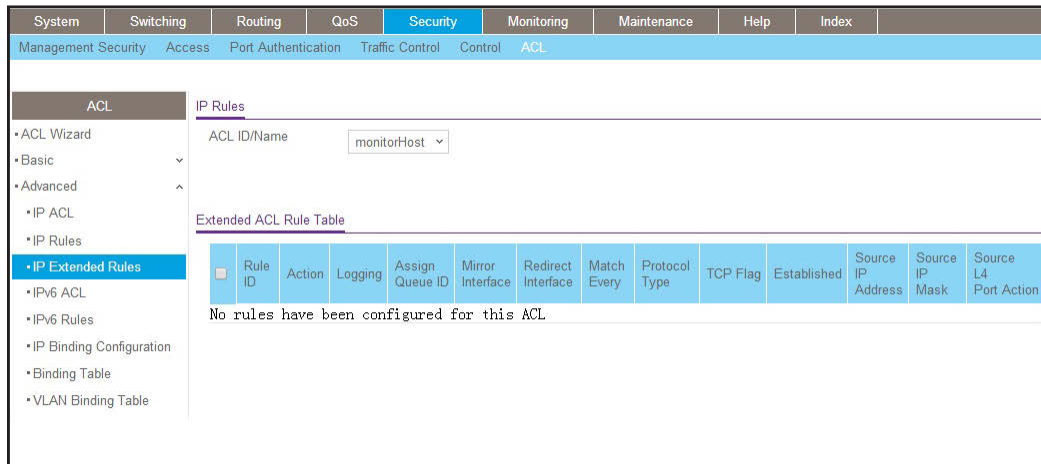 System Switching Routing QoS Security Monitoring Maintenance Help Index
Management Security Access Port Authentication Traffic Control Control ACL
ACL
ACL Wizard
Basic
Advanced
IP ACL
IP Rules
IP Extended Rules
IPv6 ACL
IPv6 Rules
IP Binding Configuration
Binding Table
VLAN Binding Table
IP Rules
ACL ID/Name monitorHost
Extended ACL Rule Table
Rule ID Action Logging Assign Queue ID Mirror Interface Redirect Interface Match Every Protocol Type TCP Flag Established Source IP Address Source IP Mask Source L4 Port Action
No rules have been configured for this ACL